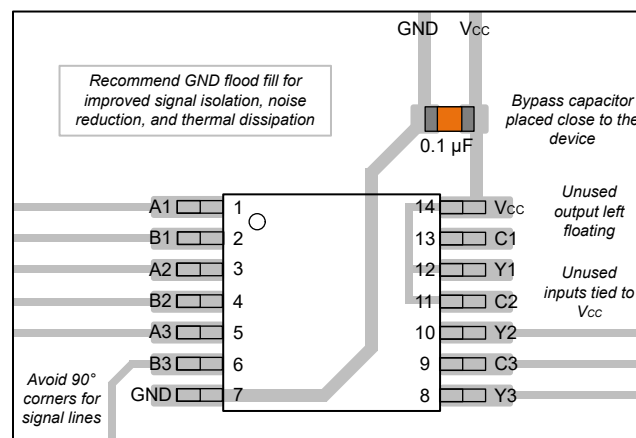 GND VCC
Recommend GND flood fill for
improved signal isolation, noise
reduction, and thermal dissipation
Bypass capacitor
placed close to the
device
0.1 µF
A1 1 14 VCC
B1 2 13 C1
A2 3 12 Y1
B2 4 11 C2
A3 5 10 Y2
B3 6 9 C3
GND 7 8 Y3
Unused
output left
floating
Unused
inputs tied to
VCC
Avoid 90°
corners for
signal lines